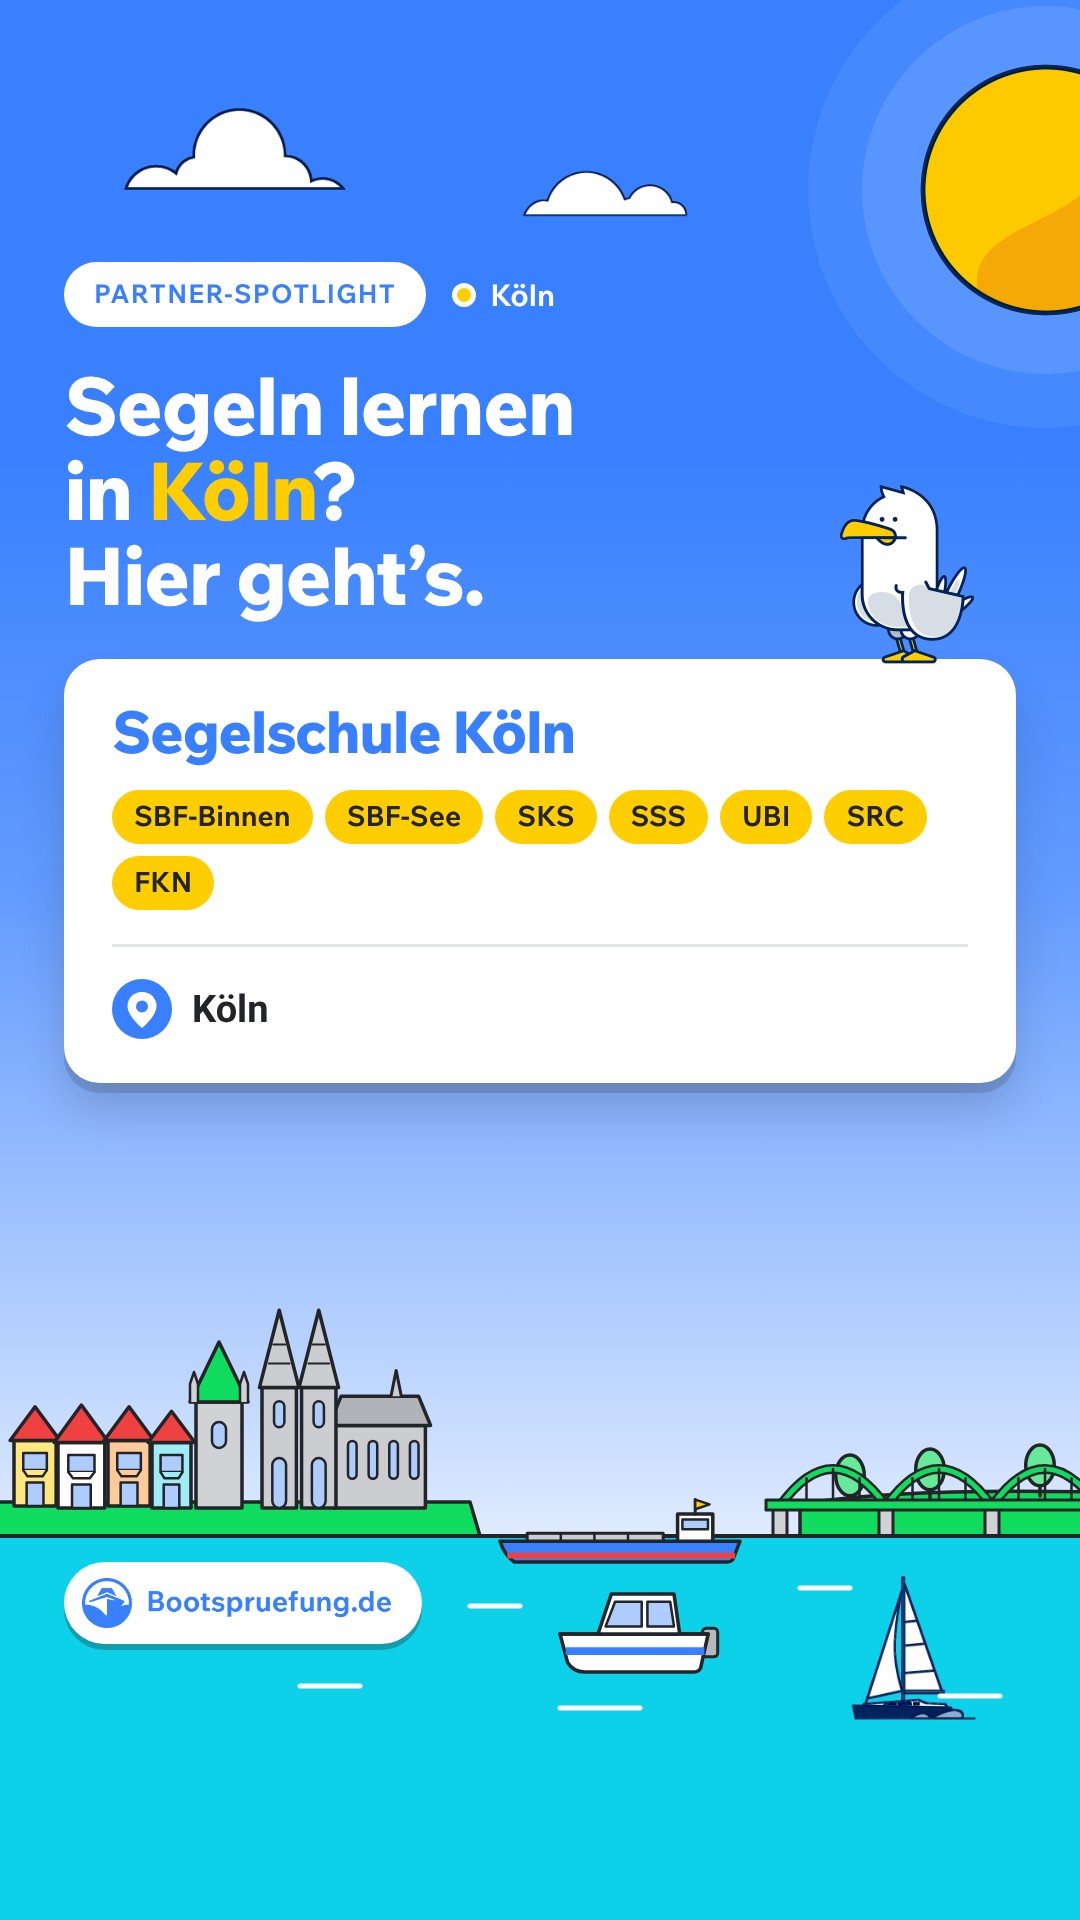 PARTNER-SPOTLIGHT
Köln
Segeln lernen
in Köln?
Hier geht’s.
Segelschule Köln
SBF-Binnen SBF-See SKS SSS UBI SRC
FKN
Köln
Bootspruefung.de